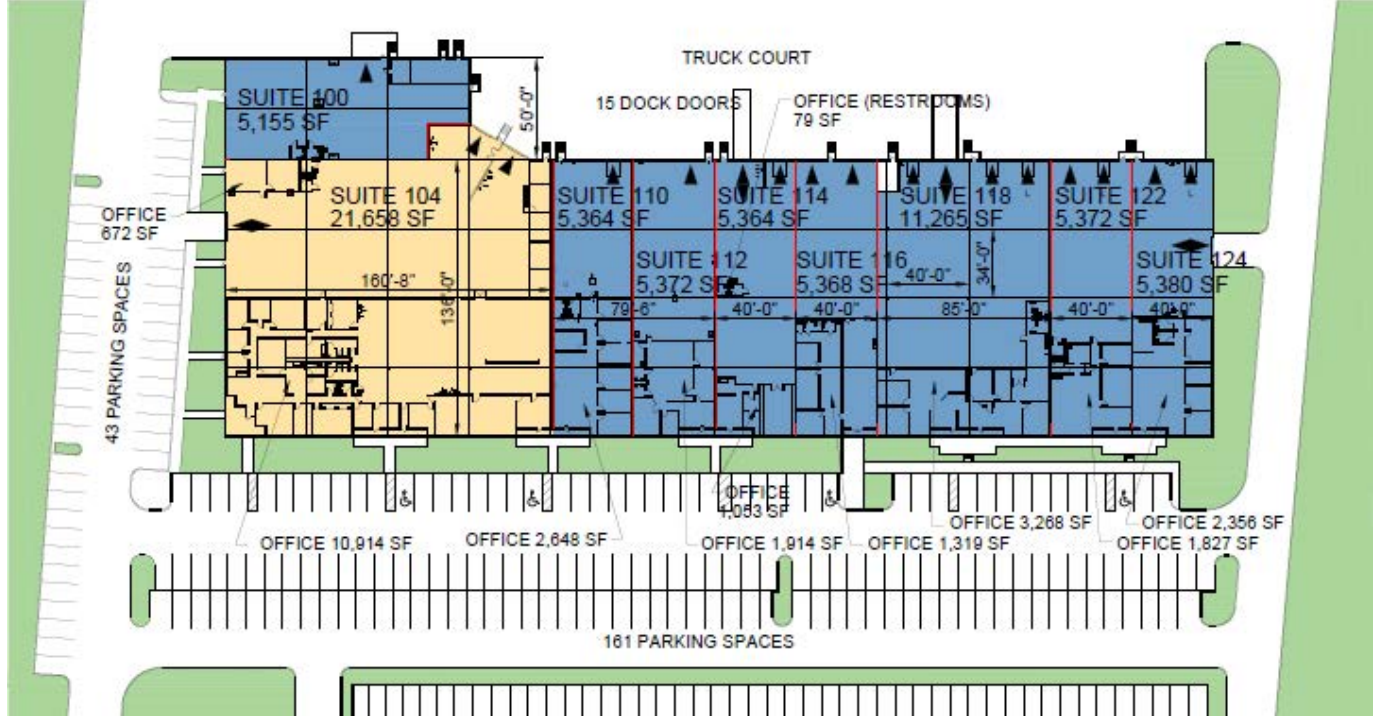 TRUCK COURT
15 DOCK DOORS
OFFICE (RESTROOMS)
79 SF
50'-0"
SUITE 100
5,155 SF
SUITE 104
21,658 SF
OFFICE
672 SF
160'-8"
136'-0"
SUITE 110
5,364 SF
SUITE 112
5,372 SF
79'-6"
SUITE 114
5,364 SF
40'-0"
SUITE 116
5,368 SF
40'-0"
SUITE 118
11,265 SF
40'-0"
34'-0"
85'-0"
SUITE 122
5,372 SF
40'-0"
SUITE 124
5,380 SF
40'-0"
43 PARKING SPACES
OFFICE 10,914 SF
OFFICE 2,648 SF
OFFICE
1,053 SF
OFFICE 1,914 SF
OFFICE 1,319 SF
OFFICE 3,268 SF
OFFICE 2,356 SF
OFFICE 1,827 SF
161 PARKING SPACES